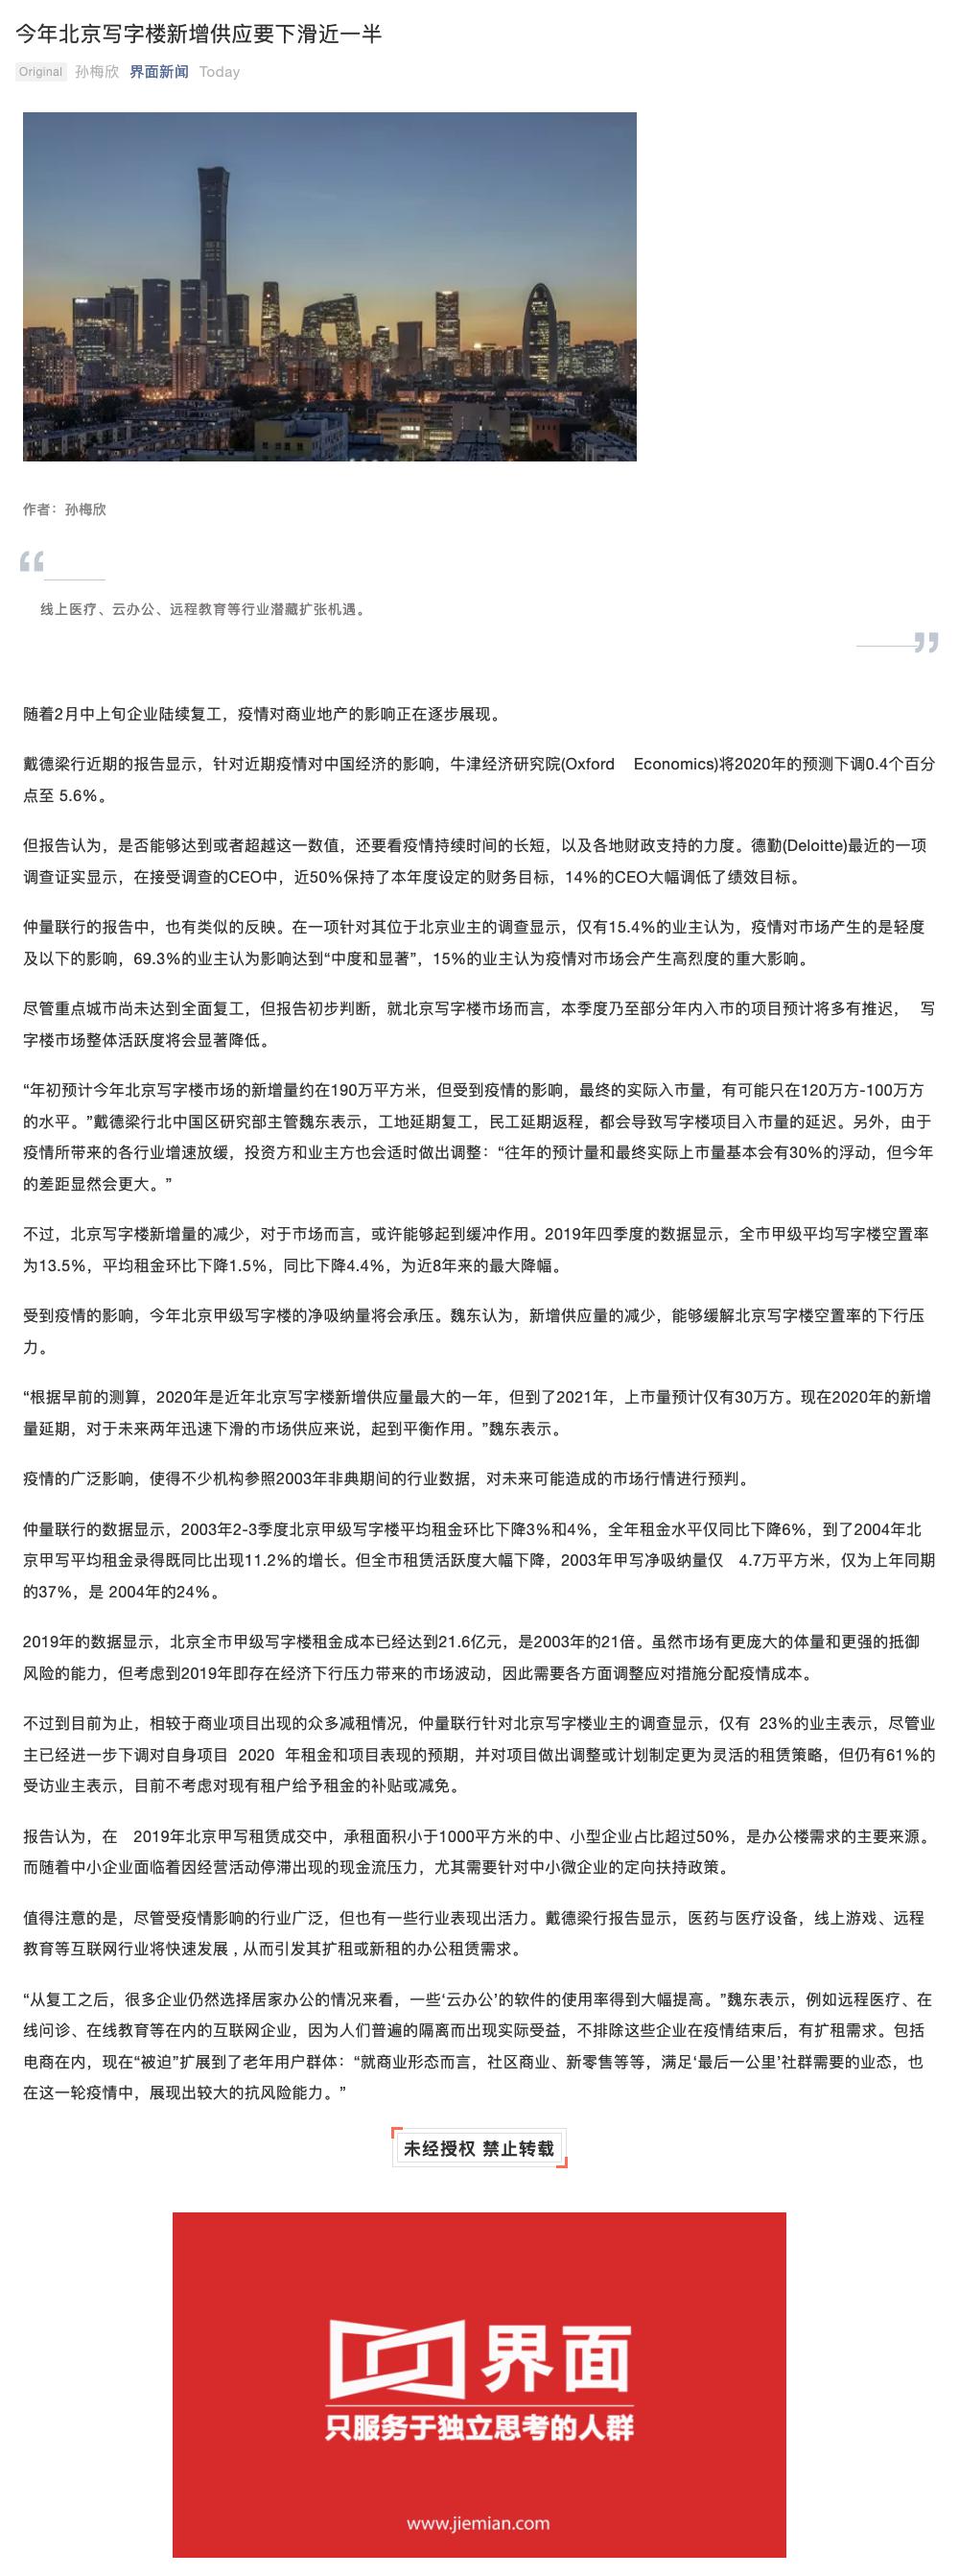 今年北京写字楼新增供应要下滑近一半
Original 孙梅欣 界面新闻 Today
作者：孙梅欣
“
线上医疗、云办公、远程教育等行业潜藏扩张机遇。
”
随着2月中上旬企业陆续复工，疫情对商业地产的影响正在逐步展现。
戴德梁行近期的报告显示，针对近期疫情对中国经济的影响，牛津经济研究院(Oxford Economics)将2020年的预测下调0.4个百分
点至 5.6%。
但报告认为，是否能够达到或者超越这一数值，还要看疫情持续时间的长短，以及各地财政支持的力度。德勤(Deloitte)最近的一项
调查证实显示，在接受调查的CEO中，近50%保持了本年度设定的财务目标，14%的CEO大幅调低了绩效目标。
仲量联行的报告中，也有类似的反映。在一项针对其位于北京业主的调查显示，仅有15.4%的业主认为，疫情对市场产生的是轻度
及以下的影响，69.3%的业主认为影响达到“中度和显著”，15%的业主认为疫情对市场会产生高烈度的重大影响。
尽管重点城市尚未达到全面复工，但报告初步判断，就北京写字楼市场而言，本季度乃至部分年内入市的项目预计将多有推迟， 写
字楼市场整体活跃度将会显著降低。
“年初预计今年北京写字楼市场的新增量约在190万平方米，但受到疫情的影响，最终的实际入市量，有可能只在120万方-100万方
的水平。”戴德梁行北中国区研究部主管魏东表示，工地延期复工，民工延期返程，都会导致写字楼项目入市量的延迟。另外，由于
疫情所带来的各行业增速放缓，投资方和业主方也会适时做出调整：“往年的预计量和最终实际上市量基本会有30%的浮动，但今年
的差距显然会更大。”
不过，北京写字楼新增量的减少，对于市场而言，或许能够起到缓冲作用。2019年四季度的数据显示，全市甲级平均写字楼空置率
为13.5%，平均租金环比下降1.5%，同比下降4.4%，为近8年来的最大降幅。
受到疫情的影响，今年北京甲级写字楼的净吸纳量将会承压。魏东认为，新增供应量的减少，能够缓解北京写字楼空置率的下行压
力。
“根据早前的测算，2020年是近年北京写字楼新增供应量最大的一年，但到了2021年，上市量预计仅有30万方。现在2020年的新增
量延期，对于未来两年迅速下滑的市场供应来说，起到平衡作用。”魏东表示。
疫情的广泛影响，使得不少机构参照2003年非典期间的行业数据，对未来可能造成的市场行情进行预判。
仲量联行的数据显示，2003年2-3季度北京甲级写字楼平均租金环比下降3%和4%，全年租金水平仅同比下降6%，到了2004年北
京甲写平均租金录得既同比出现11.2%的增长。但全市租赁活跃度大幅下降，2003年甲写净吸纳量仅 4.7万平方米，仅为上年同期
的37%，是 2004年的24%。
2019年的数据显示，北京全市甲级写字楼租金成本已经达到21.6亿元，是2003年的21倍。虽然市场有更庞大的体量和更强的抵御
风险的能力，但考虑到2019年即存在经济下行压力带来的市场波动，因此需要各方面调整应对措施分配疫情成本。
不过到目前为止，相较于商业项目出现的众多减租情况，仲量联行针对北京写字楼业主的调查显示，仅有 23%的业主表示，尽管业
主已经进一步下调对自身项目 2020 年租金和项目表现的预期，并对项目做出调整或计划制定更为灵活的租赁策略，但仍有61%的
受访业主表示，目前不考虑对现有租户给予租金的补贴或减免。
报告认为，在 2019年北京甲写租赁成交中，承租面积小于1000平方米的中、小型企业占比超过50%，是办公楼需求的主要来源。
而随着中小企业面临着因经营活动停滞出现的现金流压力，尤其需要针对中小微企业的定向扶持政策。
值得注意的是，尽管受疫情影响的行业广泛，但也有一些行业表现出活力。戴德梁行报告显示，医药与医疗设备，线上游戏、远程
教育等互联网行业将快速发展 , 从而引发其扩租或新租的办公租赁需求。
“从复工之后，很多企业仍然选择居家办公的情况来看，一些‘云办公’的软件的使用率得到大幅提高。”魏东表示，例如远程医疗、在
线问诊、在线教育等在内的互联网企业，因为人们普遍的隔离而出现实际受益，不排除这些企业在疫情结束后，有扩租需求。包括
电商在内，现在“被迫”扩展到了老年用户群体：“就商业形态而言，社区商业、新零售等等，满足‘最后一公里’社群需要的业态，也
在这一轮疫情中，展现出较大的抗风险能力。”
未经授权 禁止转载
界面
只服务于独立思考的人群
www.jiemian.com